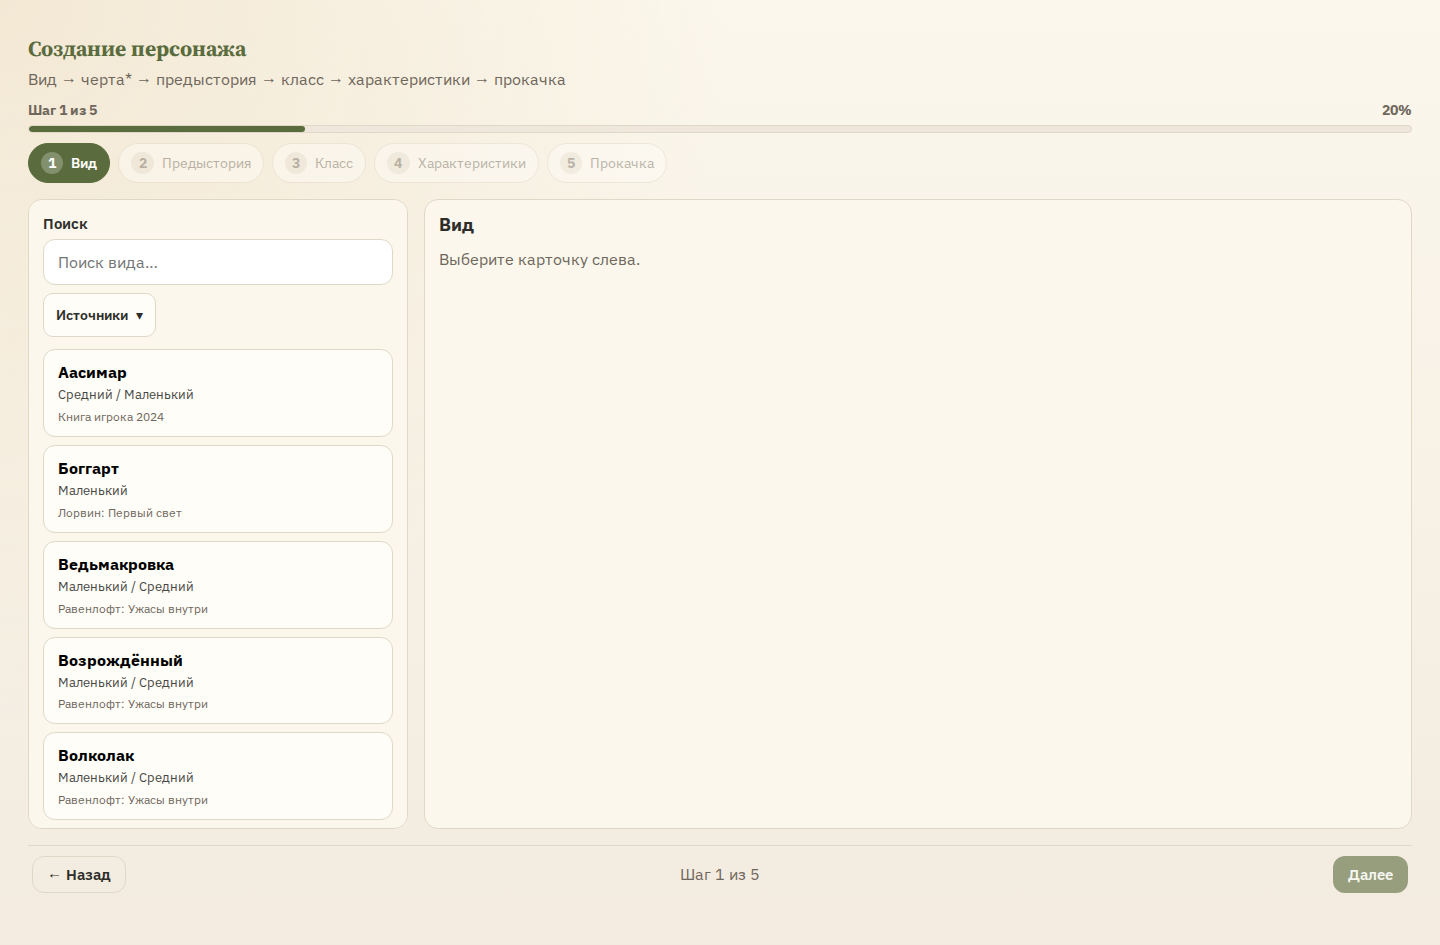 Создание персонажа
Вид → черта* → предыстория → класс → характеристики → прокачка
Шаг 1 из 5
20%
1 Вид
2 Предыстория
3 Класс
4 Характеристики
5 Прокачка
Поиск
Поиск вида...
Источники ▾
Аасимар
Средний / Маленький
Книга игрока 2024
Боггарт
Маленький
Лорвин: Первый свет
Ведьмакровка
Маленький / Средний
Равенлофт: Ужасы внутри
Возрождённый
Маленький / Средний
Равенлофт: Ужасы внутри
Волколак
Маленький / Средний
Равенлофт: Ужасы внутри
Вид
Выберите карточку слева.
← Назад
Шаг 1 из 5
Далее